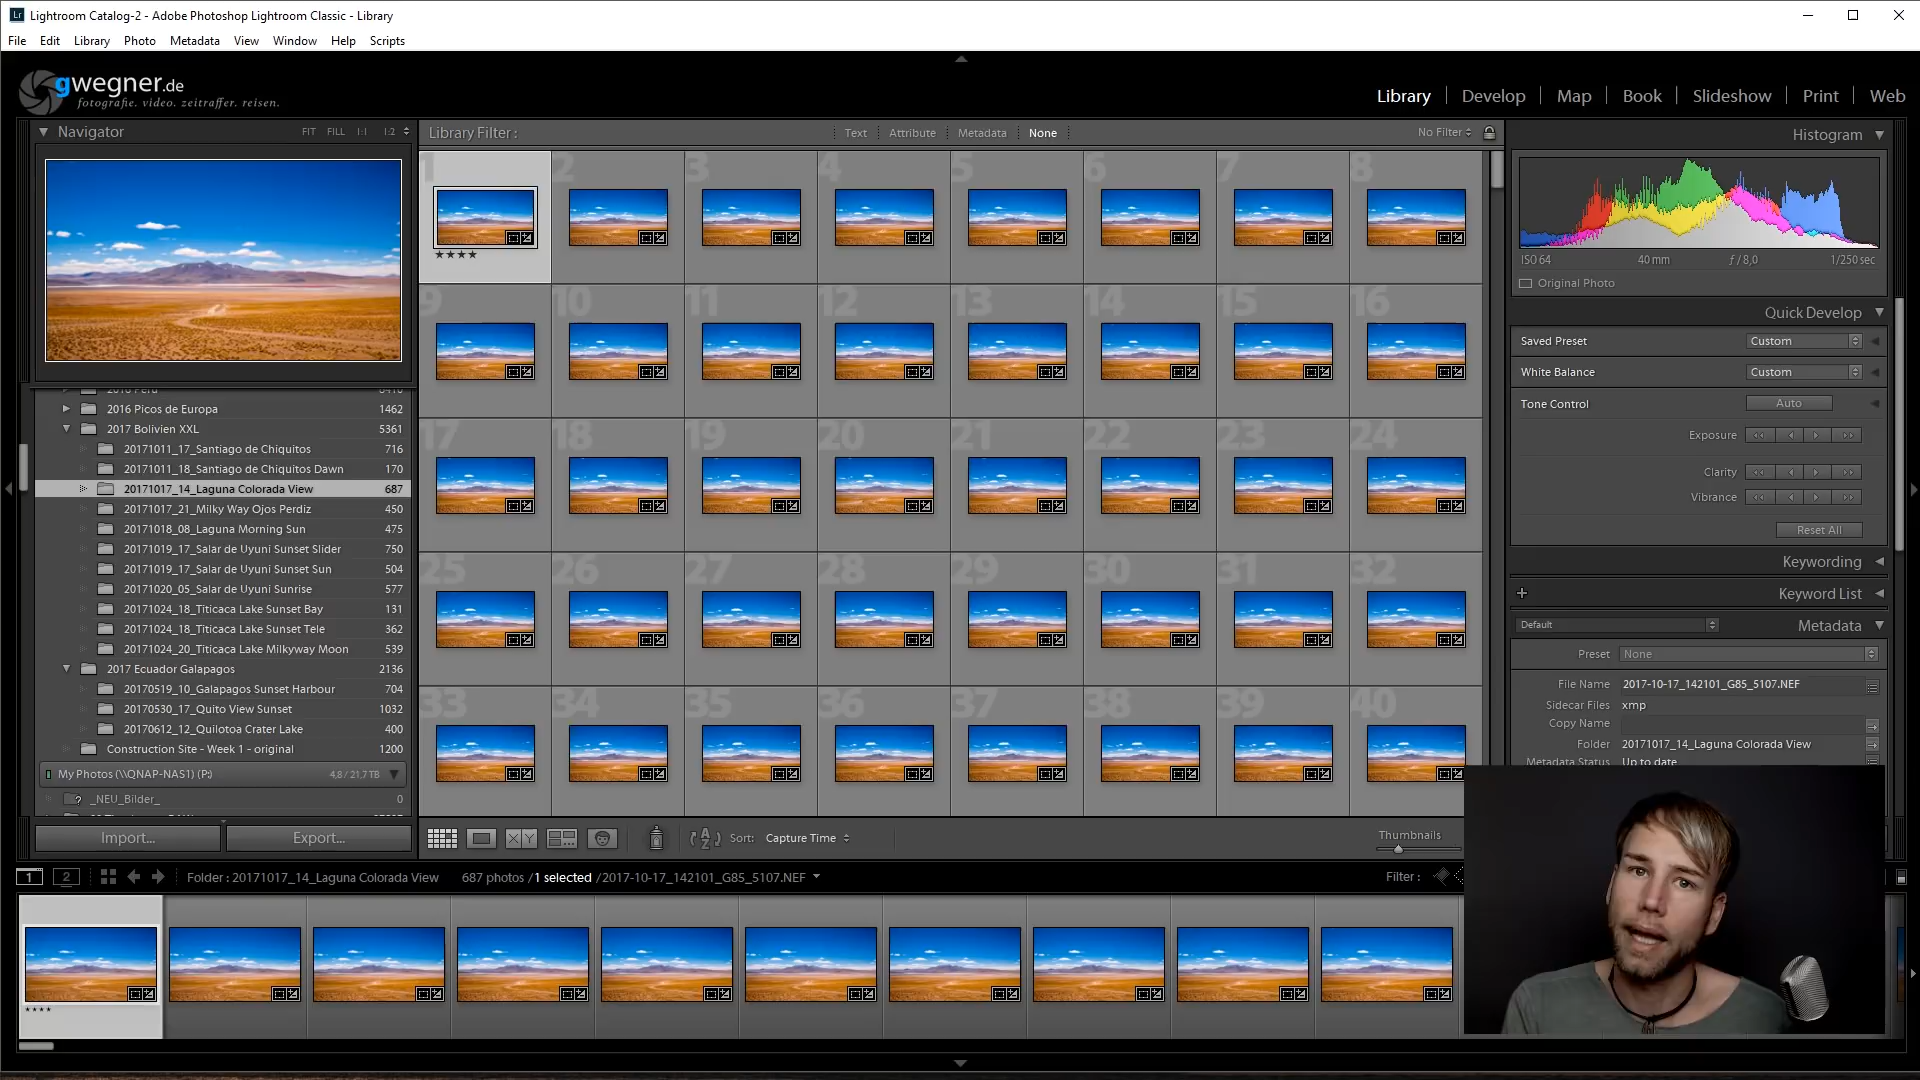 Lr Lightroom Catalog-2 - Adobe Photoshop Lightroom Classic - Library
File Edit Library Photo Metadata View Window Help Scripts
gwegner.de
fotografie. video. zeitraffer. reisen.
Library Develop Map Book Slideshow Print Web
Navigator FIT FILL 1:1 1:2
Library Filter : Text Attribute Metadata None No Filter
Histogram
1 2 3 4 5 6 7 8
ISO 64 40 mm ƒ / 8,0 1/250 sec
Original Photo
Quick Develop
Saved Preset Custom
White Balance Custom
Tone Control Auto
Exposure
Clarity
Vibrance
Reset All
Keywording
Keyword List
Default Metadata
Preset None
File Name 2017-10-17_142101_G85_5107.NEF
Sidecar Files xmp
Copy Name
Folder 20171017_14_Laguna Colorada View
Metadata Status Up to date
9 10 11 12 13 14 15 16
17 18 19 20 21 22 23 24
25 26 27 28 29 30 31 32
33 34 35 36 37 38 39 40
2016 Peru
2016 Picos de Europa 1462
2017 Bolivien XXL 5361
20171011_17_Santiago de Chiquitos 716
20171011_18_Santiago de Chiquitos Dawn 170
20171017_14_Laguna Colorada View 687
20171017_21_Milky Way Ojos Perdiz 450
20171018_08_Laguna Morning Sun 475
20171019_17_Salar de Uyuni Sunset Slider 750
20171019_17_Salar de Uyuni Sunset Sun 504
20171020_05_Salar de Uyuni Sunrise 577
20171024_18_Titicaca Lake Sunset Bay 131
20171024_18_Titicaca Lake Sunset Tele 362
20171024_20_Titicaca Lake Milkyway Moon 539
2017 Ecuador Galapagos 2136
20170519_10_Galapagos Sunset Harbour 704
20170530_17_Quito View Sunset 1032
20170612_12_Quilotoa Crater Lake 400
Construction Site - Week 1 - original 1200
My Photos (\\QNAP-NAS1) (P:) 4,8 / 21,7 TB
_NEU_Bilder_ 0
Import... Export...
X Y Sort: Capture Time Thumbnails
1 2 Folder : 20171017_14_Laguna Colorada View 687 photos / 1 selected / 2017-10-17_142101_G85_5107.NEF Filter :